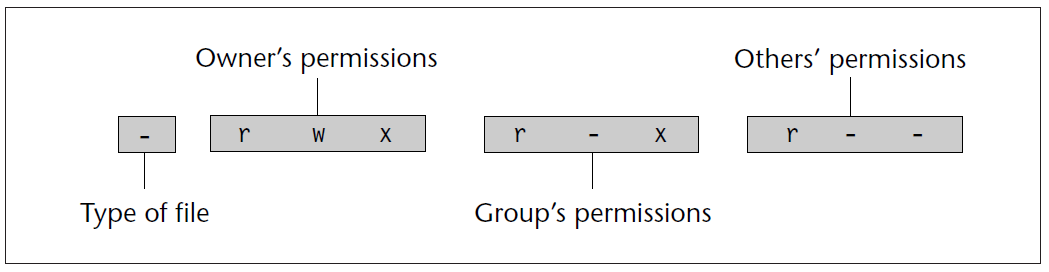 Owner’s permissions
Others’ permissions
- r w x r - x r - -
Type of file
Group’s permissions